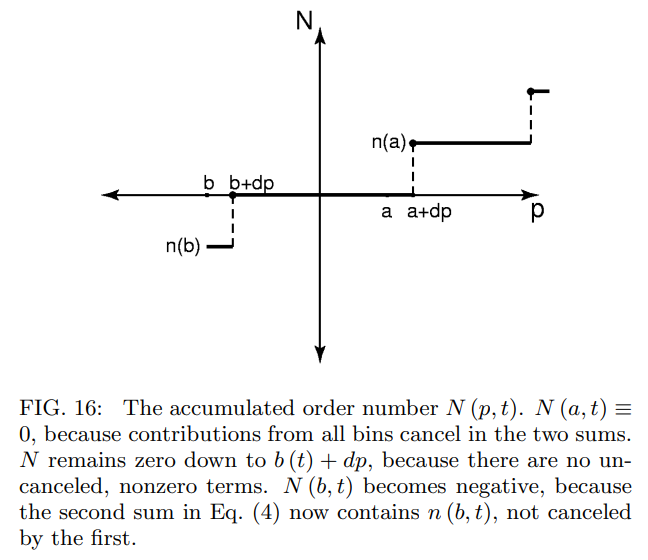 N
n(a)
b b+dp
a a+dp
p
n(b)
FIG. 16: The accumulated order number N (p, t). N (a, t) ≡
0, because contributions from all bins cancel in the two sums.
N remains zero down to b (t) + dp, because there are no un-
canceled, nonzero terms. N (b, t) becomes negative, because
the second sum in Eq. (4) now contains n (b, t), not canceled
by the first.